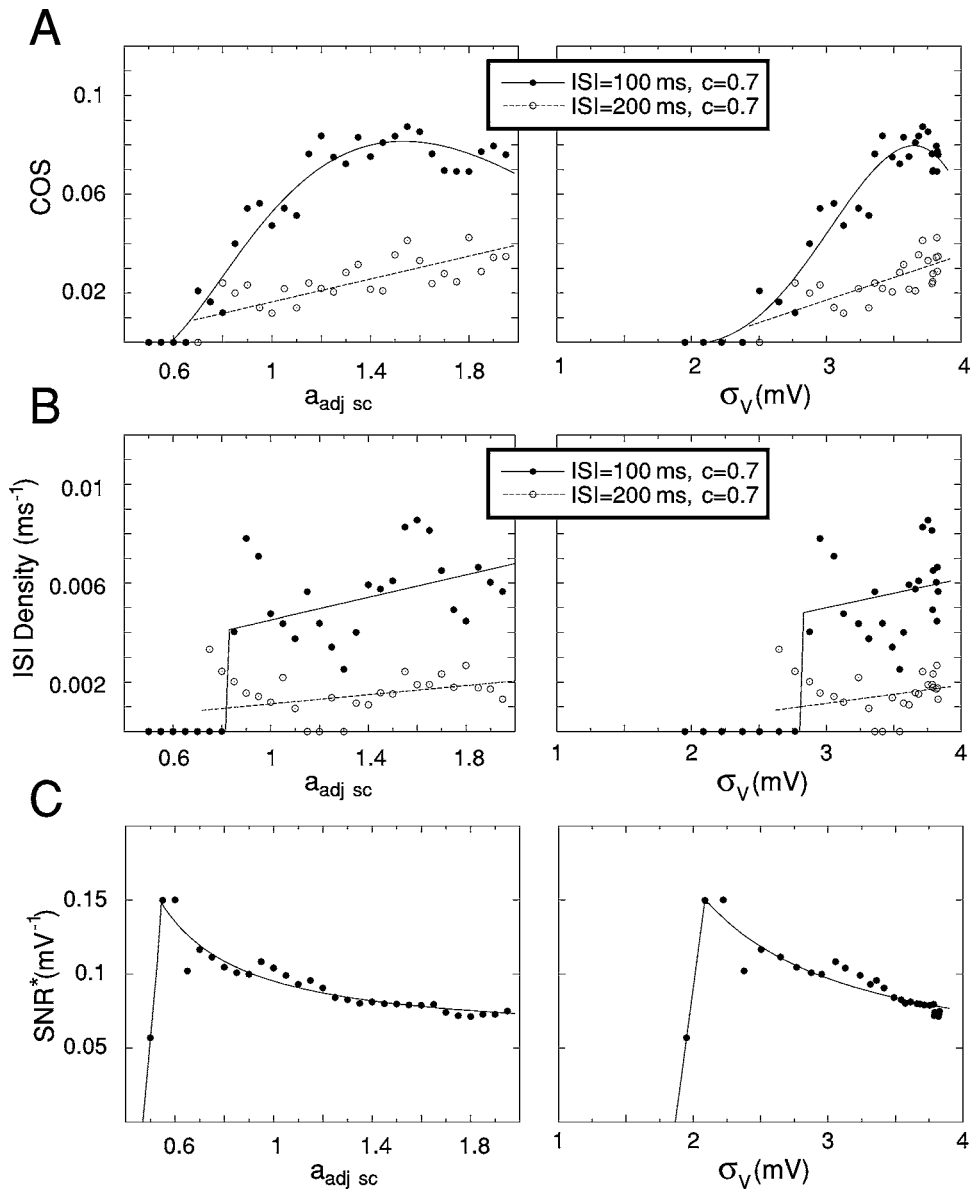 A
COS
0.1
0.06
0.02
ISI=100 ms, c=0.7
ISI=200 ms, c=0.7
0.6 1 1.4 1.8
a adj sc
1 2 3 4
σV (mV)
B
ISI Density (ms-1)
0.01
0.006
0.002
ISI=100 ms, c=0.7
ISI=200 ms, c=0.7
0.6 1 1.4 1.8
a adj sc
1 2 3 4
σV (mV)
C
SNR*(mV-1)
0.15
0.1
0.05
0.6 1 1.4 1.8
a adj sc
1 2 3 4
σV (mV)